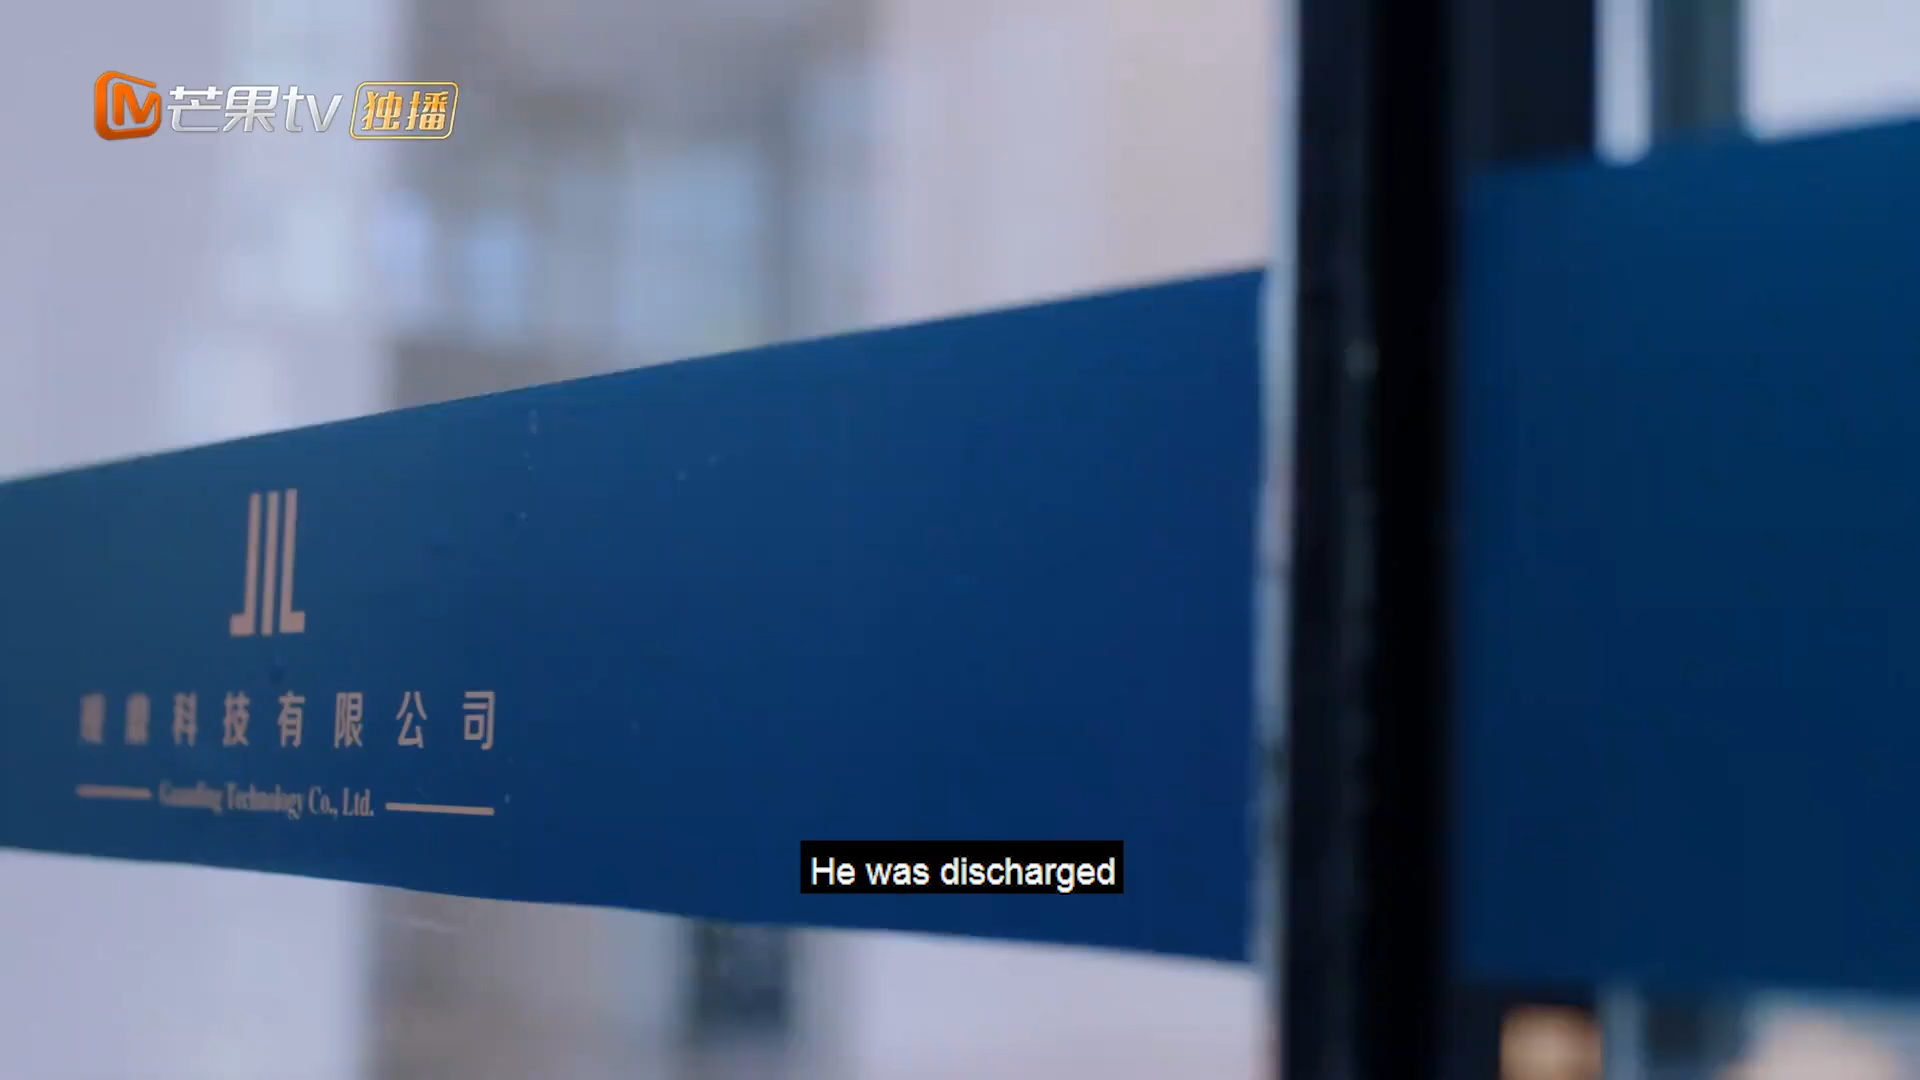 芒果tv 独播
科技有限公司
Technology Co., Ltd.
He was discharged